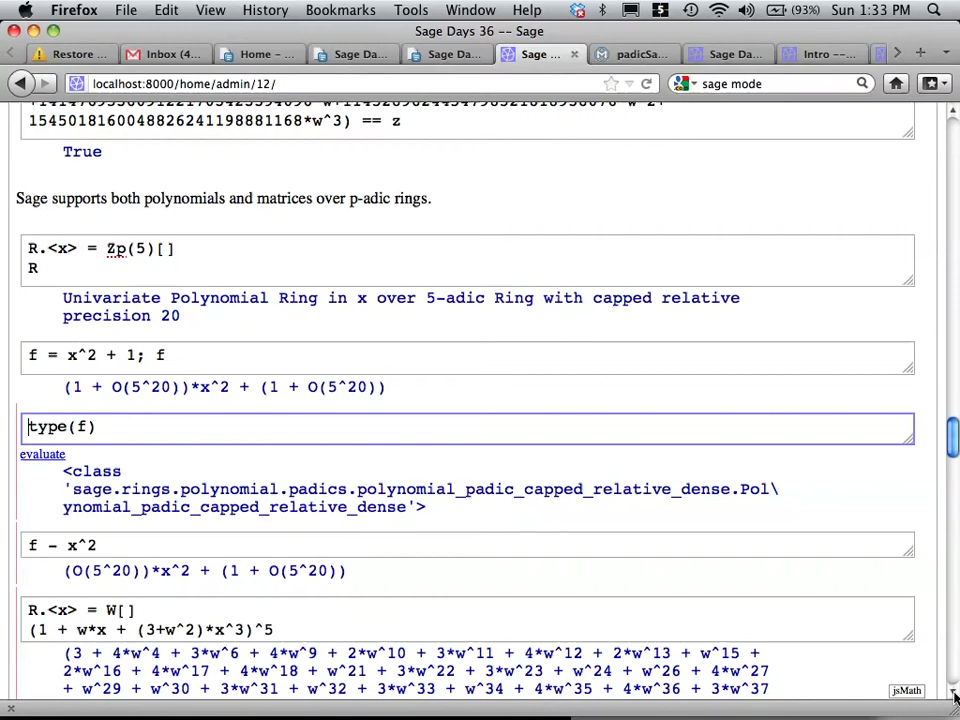 Firefox File Edit View History Bookmarks Tools Window Help (93%) Sun 1:33 PM
Sage Days 36 -- Sage
Restore ... Inbox (4... Home - ... Sage Da... Sage Da... Sage ... padicSa... Sage Da... Intro --...
localhost:8000/home/admin/12/ sage mode
1545018160048826241198881168*w^3) == z
True
Sage supports both polynomials and matrices over p-adic rings.
R.<x> = Zp(5)[]
R
Univariate Polynomial Ring in x over 5-adic Ring with capped relative
precision 20
f = x^2 + 1; f
(1 + O(5^20))*x^2 + (1 + O(5^20))
type(f)
evaluate
<class
'sage.rings.polynomial.padics.polynomial_padic_capped_relative_dense.Pol\
ynomial_padic_capped_relative_dense'>
f - x^2
(O(5^20))*x^2 + (1 + O(5^20))
R.<x> = W[]
(1 + w*x + (3+w^2)*x^3)^5
(3 + 4*w^4 + 3*w^6 + 4*w^9 + 2*w^10 + 3*w^11 + 4*w^12 + 2*w^13 + w^15 +
2*w^16 + 4*w^17 + 4*w^18 + w^21 + 3*w^22 + 3*w^23 + w^24 + w^26 + 4*w^27
+ w^29 + w^30 + 3*w^31 + w^32 + 4*w^33 + w^34 + 4*w^35 + 4*w^36 + 3*w^37
jsMath